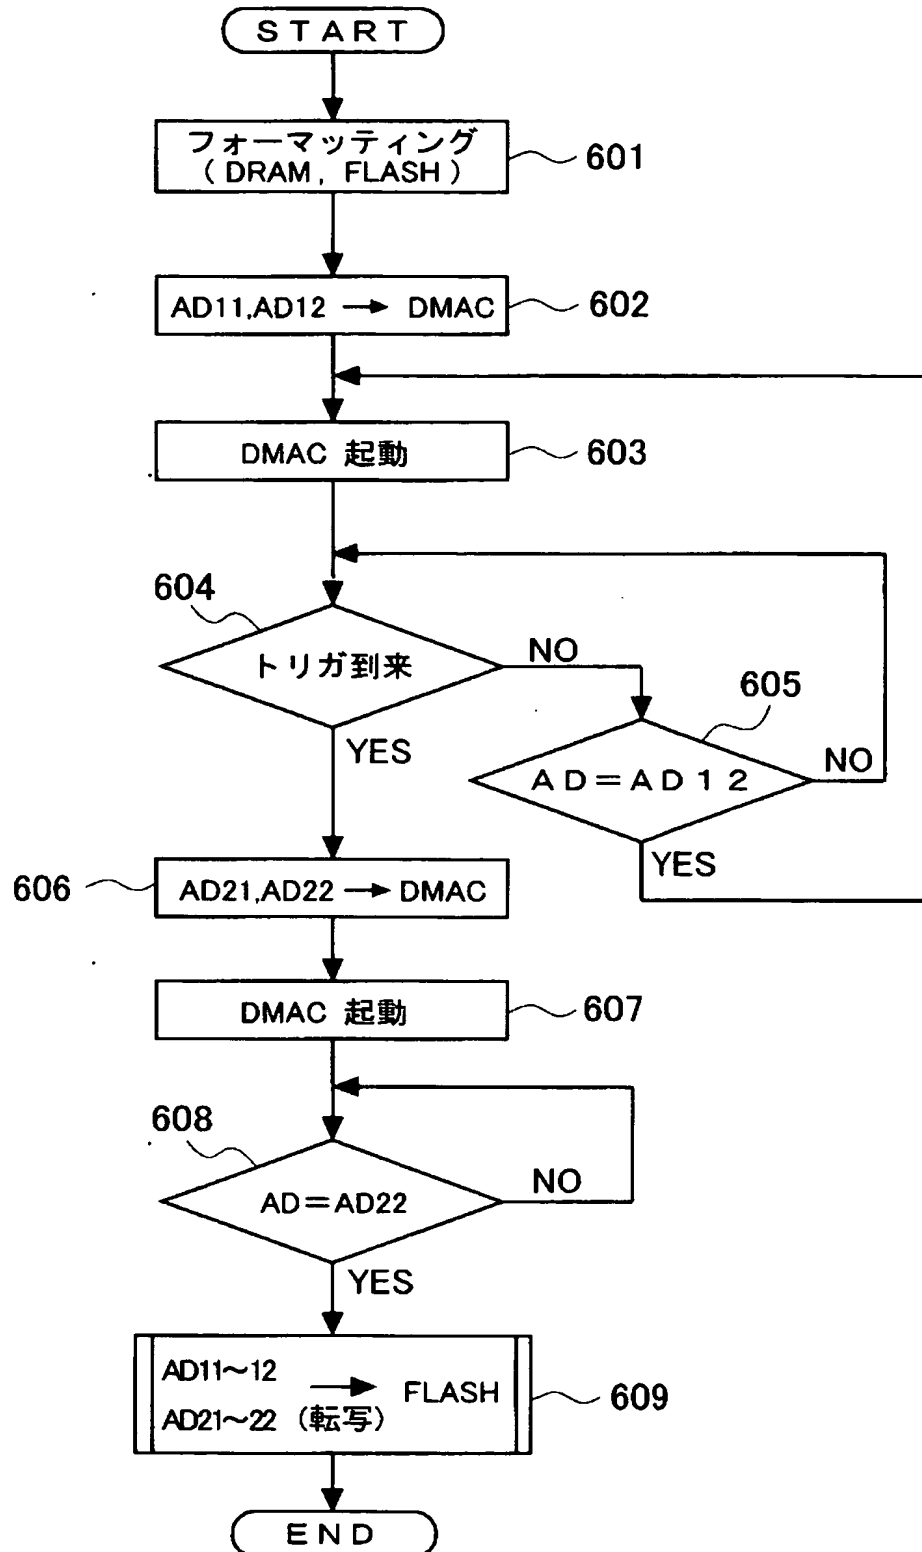 START
フォーマッティング
(DRAM, FLASH)
601
AD11,AD12 → DMAC
602
DMAC 起動
603
604
トリガ到来
NO
YES
605
AD=AD12
NO
YES
606
AD21,AD22 → DMAC
DMAC 起動
607
608
AD=AD22
NO
YES
AD11~12
→ FLASH
AD21~22 (転写)
609
END